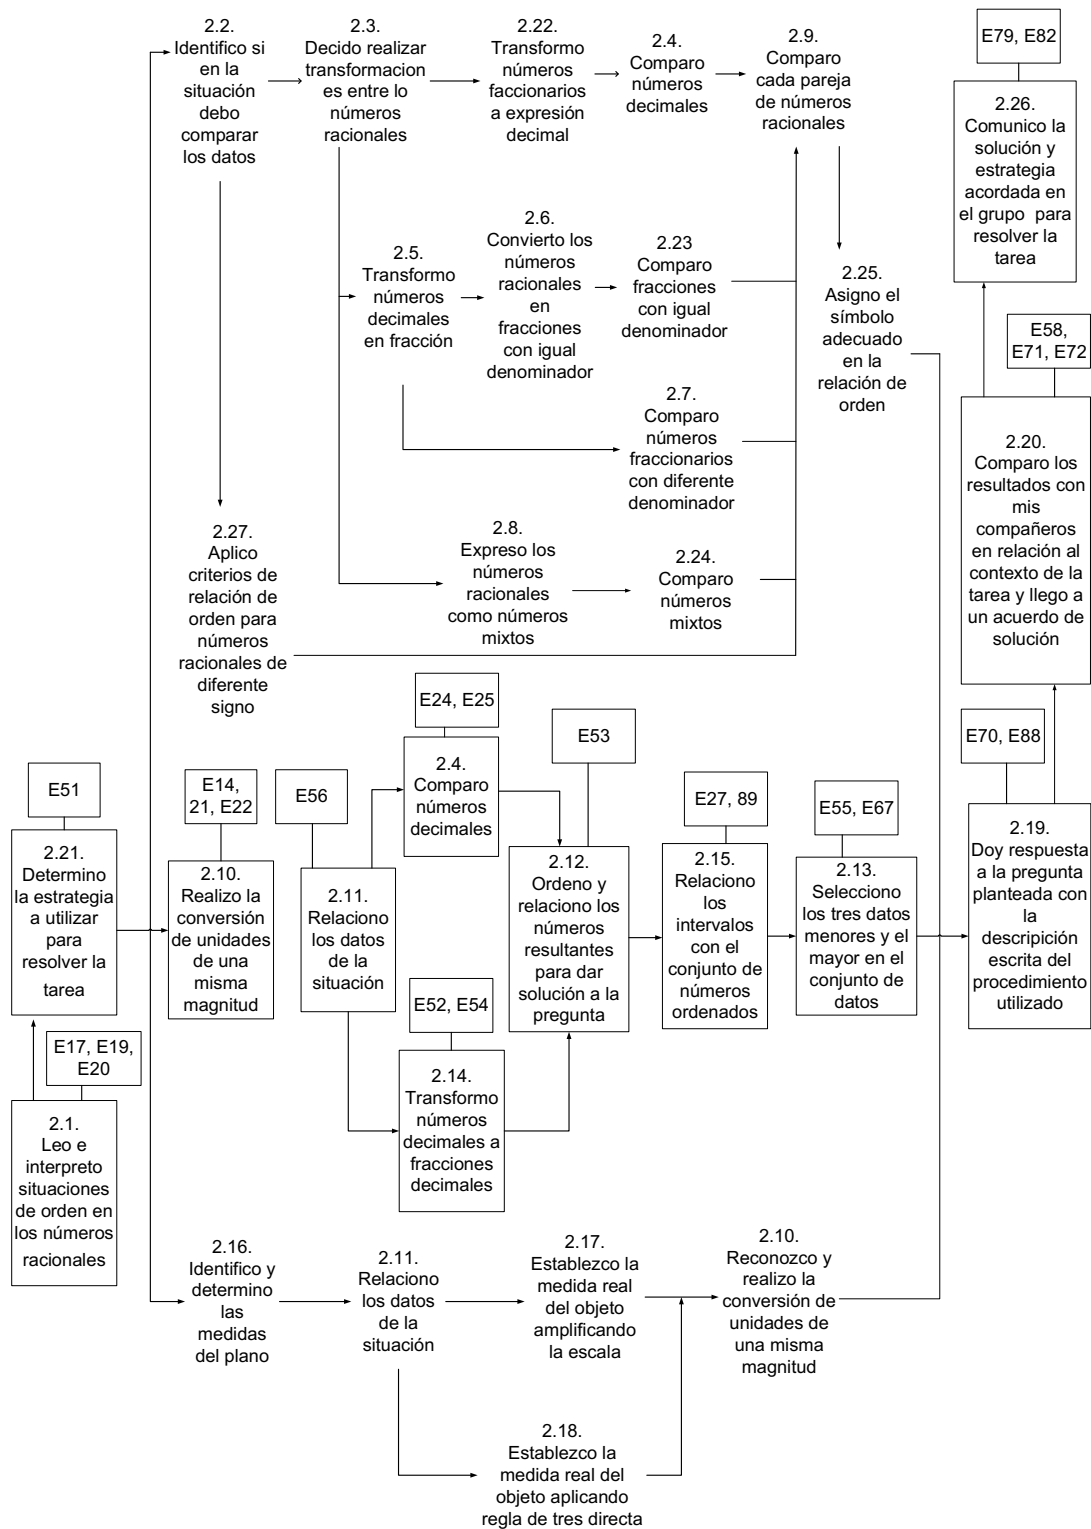 2.2.
Identifico si
en la
situación
debo
comparar
los datos
2.3.
Decido realizar
transformacion
es entre lo
números
racionales
2.22.
Transformo
números
faccionarios
a expresión
decimal
2.4.
Comparo
números
decimales
2.9.
Comparo
cada pareja
de números
racionales
E79, E82
2.26.
Comunico la
solución y
estrategia
acordada en
el grupo para
resolver la
tarea
2.5.
Transformo
números
decimales
en fracción
2.6.
Convierto los
números
racionales
en
fracciones
con igual
denominador
2.23
Comparo
fracciones
con igual
denominador
2.25.
Asigno el
símbolo
adecuado
en la
relación de
orden
E58,
E71, E72
2.7.
Comparo
números
fraccionarios
con diferente
denominador
2.20.
Comparo los
resultados con
mis
compañeros
en relación al
contexto de la
tarea y llego a
un acuerdo de
solución
2.27.
Aplico
criterios de
relación de
orden para
números
racionales de
diferente
signo
2.8.
Expreso los
números
racionales
como números
mixtos
2.24.
Comparo
números
mixtos
E24, E25
2.4.
Comparo
números
decimales
E53
E70, E88
E51
2.21.
Determino
la estrategia
a utilizar
para
resolver la
tarea
E14,
21, E22
2.10.
Realizo la
conversión
de unidades
de una
misma
magnitud
E56
2.11.
Relaciono
los datos
de la
situación
2.12.
Ordeno y
relaciono los
números
resultantes
para dar
solución a la
pregunta
E27, 89
2.15.
Relaciono
los
intervalos
con el
conjunto de
números
ordenados
E55, E67
2.13.
Selecciono
los tres datos
menores y el
mayor en el
conjunto de
datos
2.19.
Doy respuesta
a la pregunta
planteada con
la
descripición
escrita del
procedimiento
utilizado
E52, E54
2.14.
Transformo
números
decimales a
fracciones
decimales
E17, E19,
E20
2.1.
Leo e
interpreto
situaciones
de orden en
los números
racionales
2.16.
Identifico y
determino
las
medidas
del plano
2.11.
Relaciono
los datos
de la
situación
2.17.
Establezco la
medida real
del objeto
amplificando
la escala
2.10.
Reconozco y
realizo la
conversión de
unidades de
una misma
magnitud
2.18.
Establezco la
medida real del
objeto aplicando
regla de tres directa